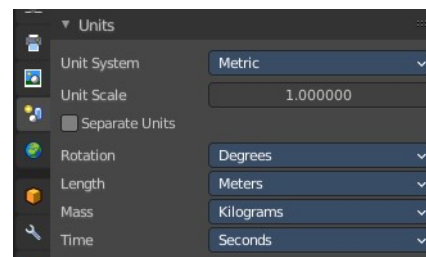 Units
Unit System Metric
Unit Scale 1.000000
Separate Units
Rotation Degrees
Length Meters
Mass Kilograms
Time Seconds